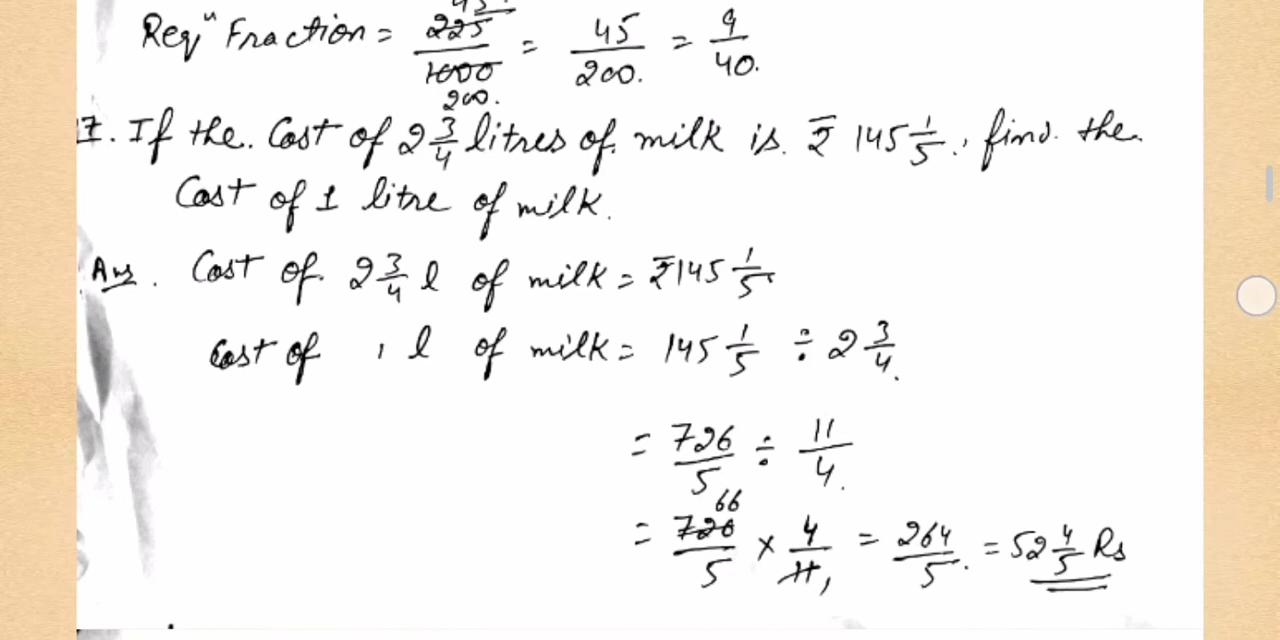 Reqⁿ Fraction = 225/1000 = 45/200. = 9/40.
45
200.
17. If the. Cost of 2 3/4 litres of. milk is. ₹ 145 1/5., find. the.
Cost of 1 litre of milk.
Ans. Cost of. 2 3/4 l of milk = ₹145 1/5
Cost of 1 l of milk = 145 1/5 ÷ 2 3/4.
= 726/5 ÷ 11/4.
66
= 726/5 × 4/11, = 264/5. = 52 4/5 Rs
1